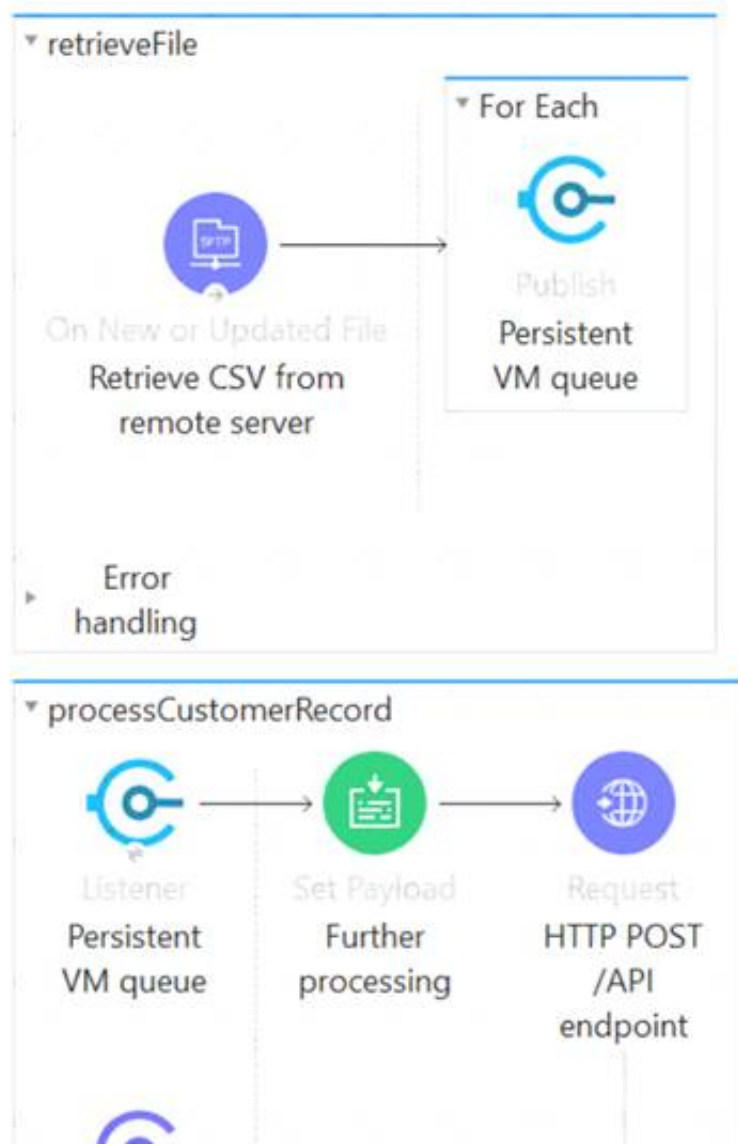 retrieveFile
For Each
SFTP
Publish
On New or Updated File
Persistent
VM queue
Retrieve CSV from
remote server
Error
handling
processCustomerRecord
Listener
Set Payload
Request
Persistent
VM queue
Further
processing
HTTP POST
/API
endpoint